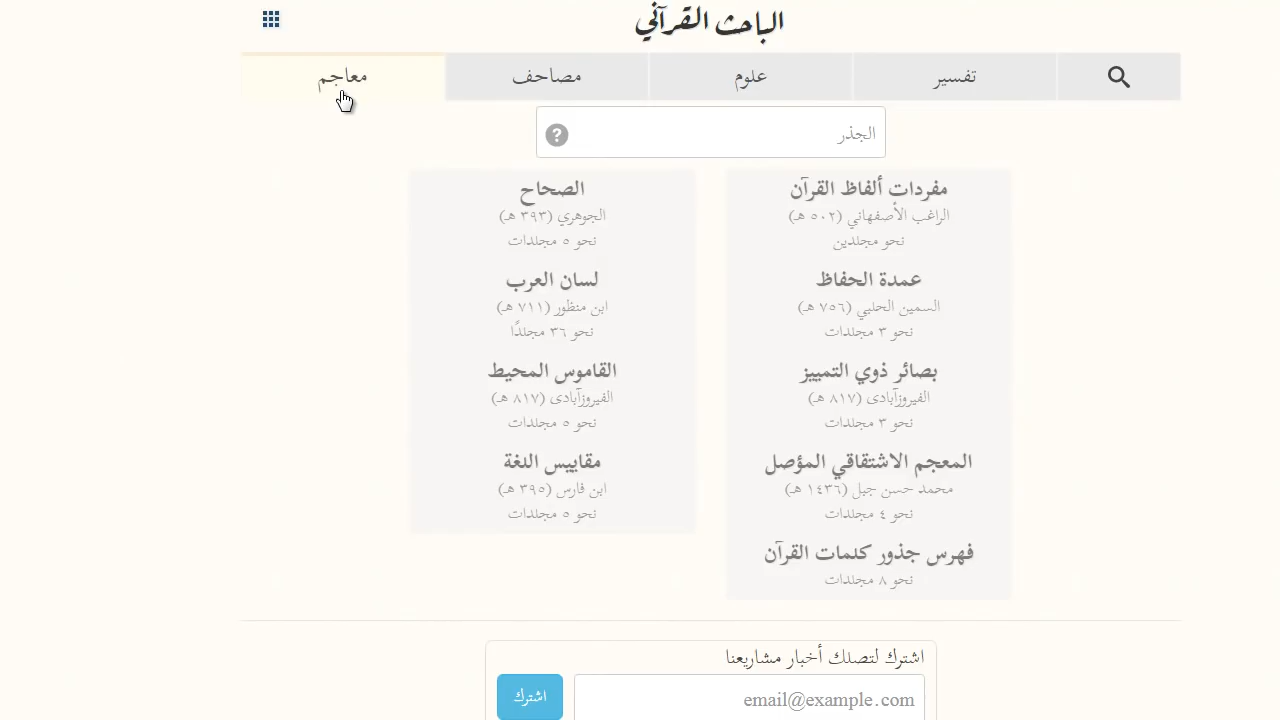 الباحث القرآني
تفسير
علوم
مصاحف
معاجم
الجذر
مفردات ألفاظ القرآن
الراغب الأصفهاني (٥٠٢ هـ)
نحو مجلدين
عمدة الحفاظ
السمين الحلبي (٧٥٦ هـ)
نحو ٣ مجلدات
بصائر ذوي التمييز
الفيروزآبادى (٨١٧ هـ)
نحو ٣ مجلدات
المعجم الاشتقاقي المؤصل
محمد حسن جبل (١٤٣٦ هـ)
نحو ٤ مجلدات
فهرس جذور كلمات القرآن
نحو ٨ مجلدات
الصحاح
الجوهري (٣٩٣ هـ)
نحو ٥ مجلدات
لسان العرب
ابن منظور (٧١١ هـ)
نحو ٣٦ مجلدًا
القاموس المحيط
الفيروزآبادى (٨١٧ هـ)
نحو ٥ مجلدات
مقاييس اللغة
ابن فارس (٣٩٥ هـ)
نحو ٥ مجلدات
اشترك لتصلك أخبار مشاريعنا
email@example.com
اشترك